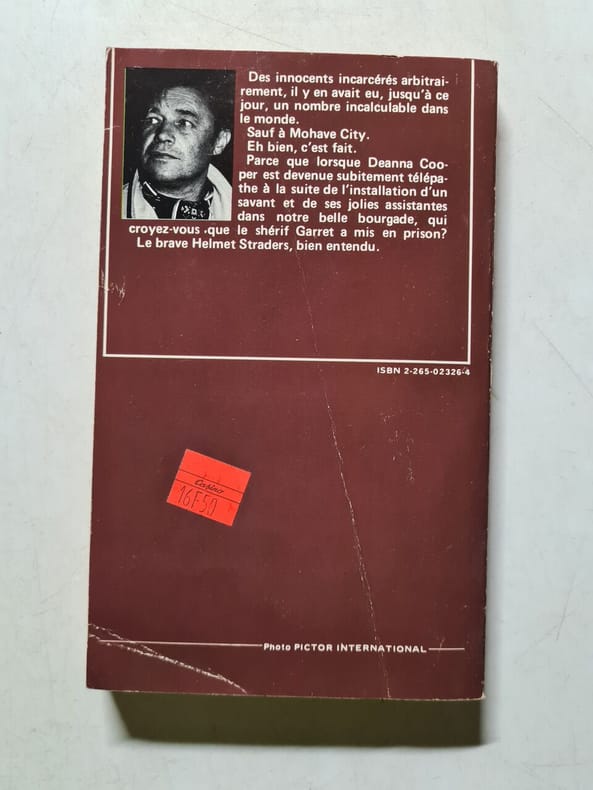 Des innocents incarcérés arbitrai-
rement, il y en avait eu, jusqu'à ce
jour, un nombre incalculable dans
le monde.
Sauf à Mohave City.
Eh bien, c'est fait.
Parce que lorsque Deanna Coo-
per est devenue subitement télépa-
the à la suite de l'installation d'un
savant et de ses jolies assistantes
dans notre belle bourgade, qui
croyez-vous que le shérif Garret a mis en prison?
Le brave Helmet Straders, bien entendu.
ISBN 2-265-02326-4
Casino
16F50
Photo PICTOR INTERNATIONAL